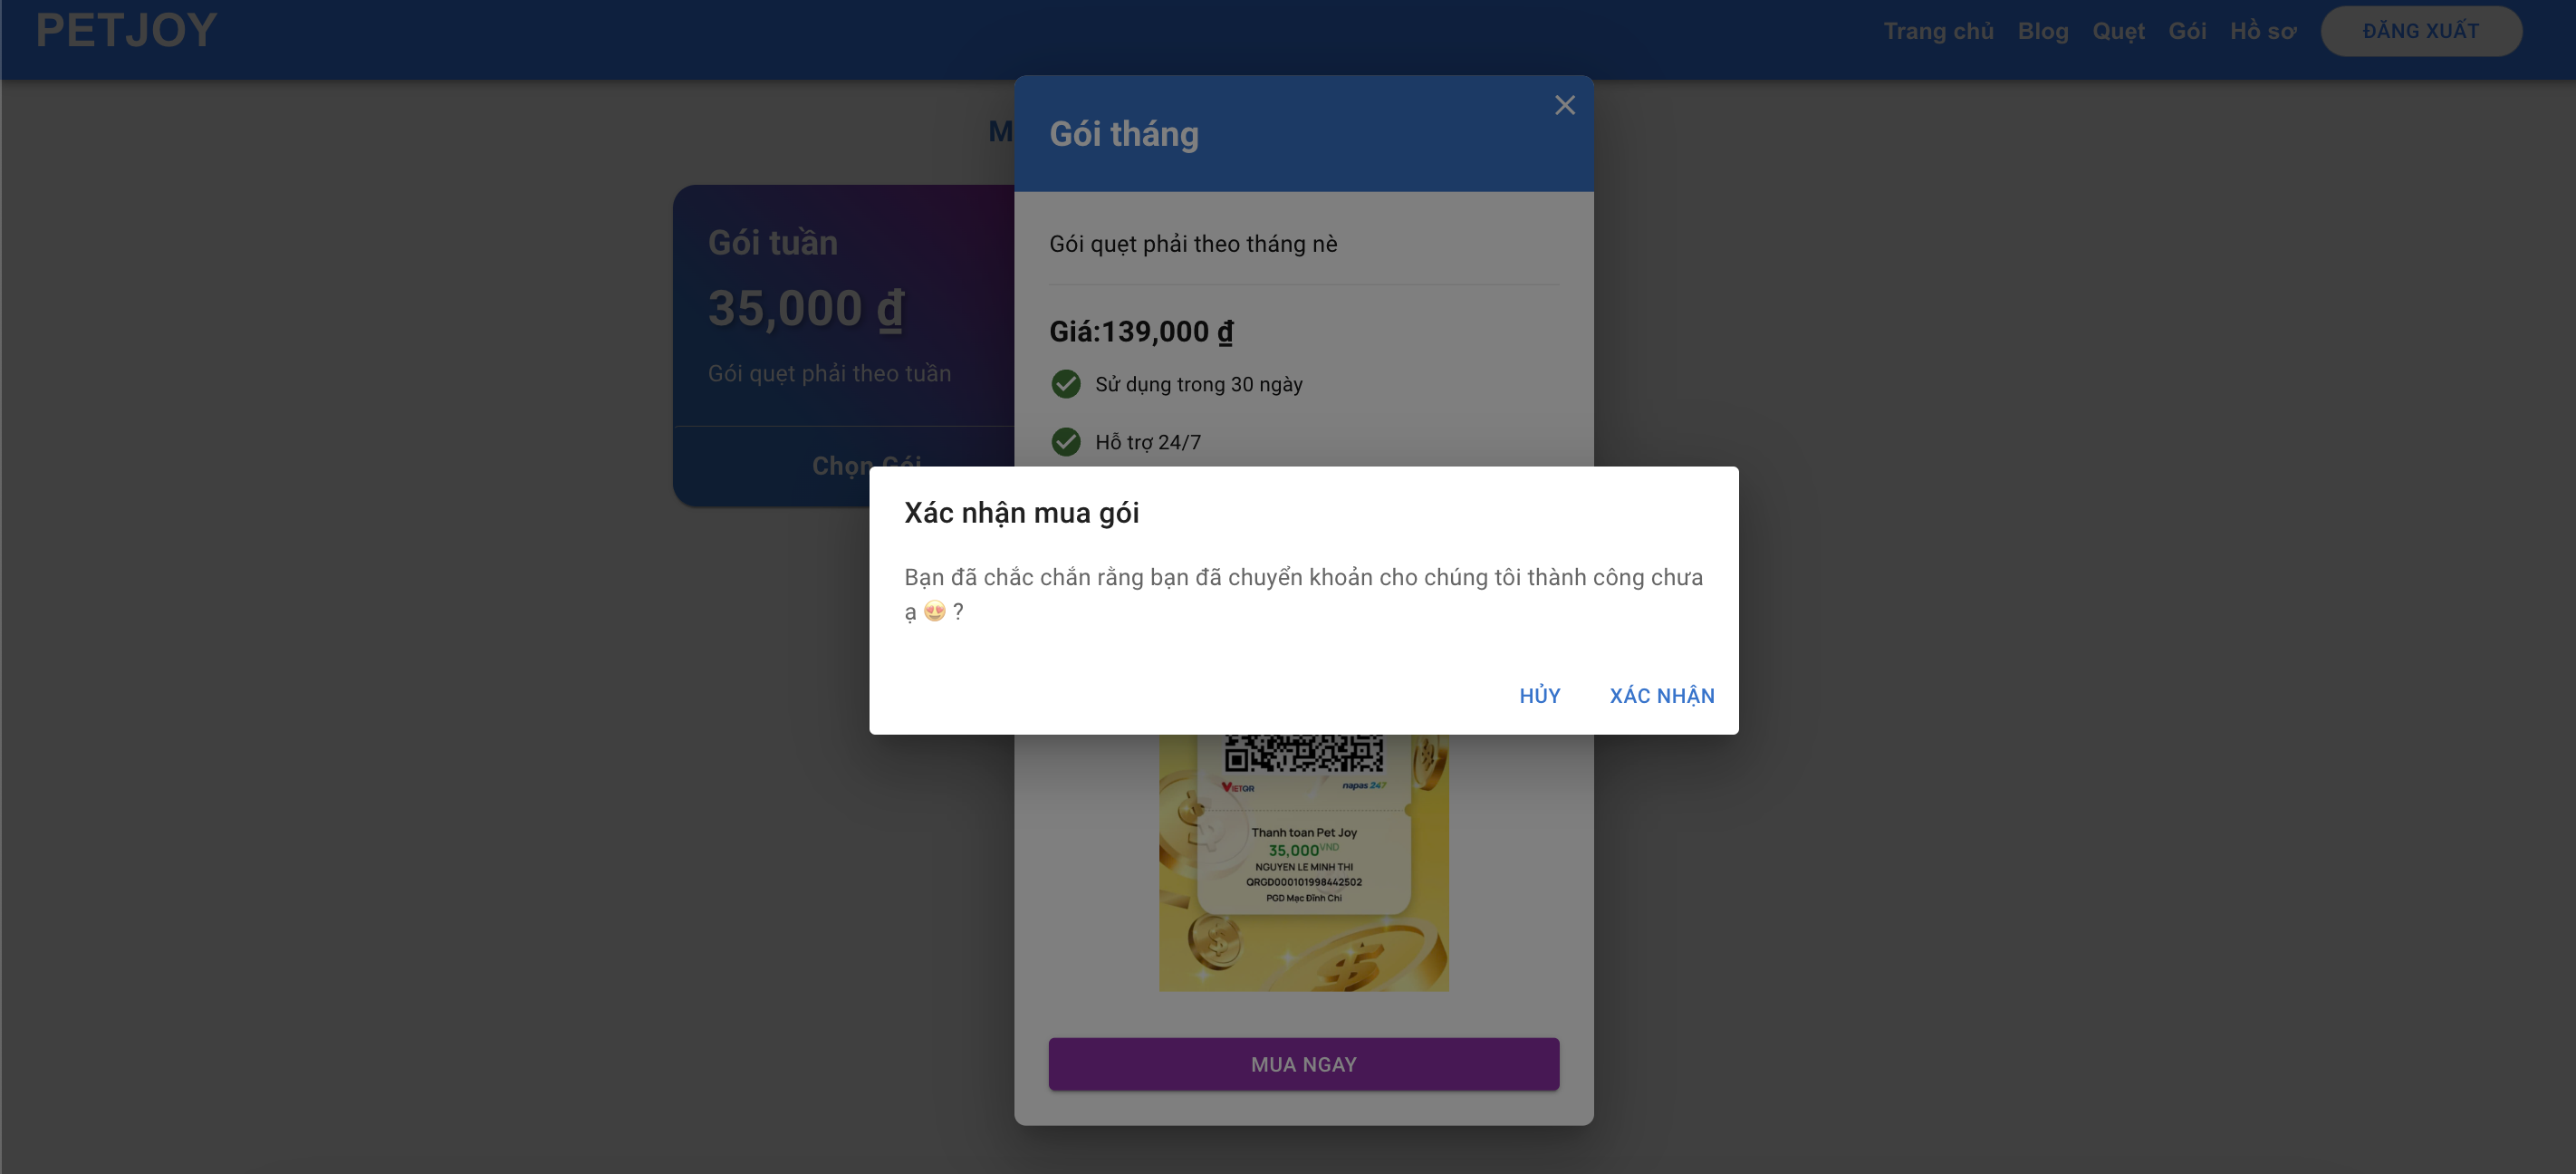 PETJOY
Trang chủ Blog Quẹt Gói Hồ sơ ĐĂNG XUẤT
M
Gói tháng
Gói tuần
35,000 ₫
Gói quẹt phải theo tuần
Chọn Gói
Gói quẹt phải theo tháng nè
Giá:139,000 ₫
Sử dụng trong 30 ngày
Hỗ trợ 24/7
Xác nhận mua gói
Bạn đã chắc chắn rằng bạn đã chuyển khoản cho chúng tôi thành công chưa
ạ 😍 ?
HỦY XÁC NHẬN
VIETQR napas 247
Thanh toan Pet Joy
35,000 VND
NGUYEN LE MINH THI
QRGD000101998442502
PGD Mạc Đĩnh Chi
MUA NGAY